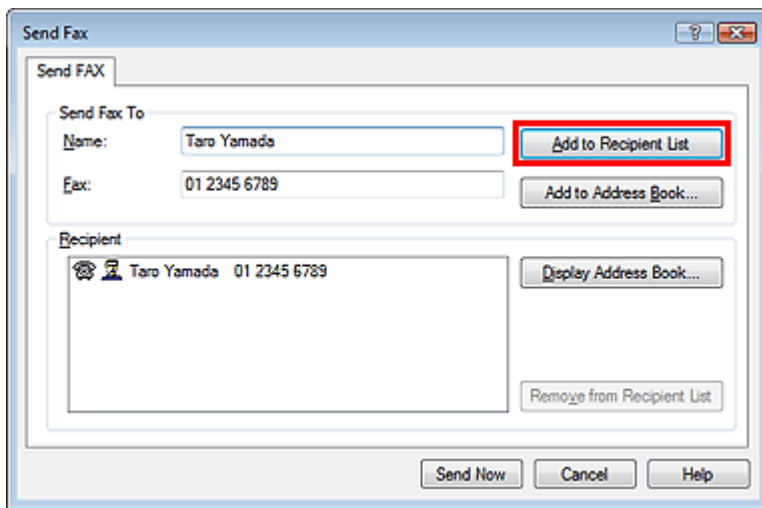 Send Fax
Send FAX
Send Fax To
Name: Taro Yamada Add to Recipient List
Fax: 01 2345 6789 Add to Address Book...
Recipient
Taro Yamada 01 2345 6789 Display Address Book...
Remove from Recipient List
Send Now Cancel Help